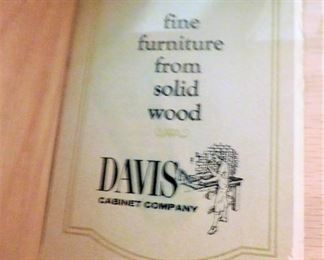 fine
furniture
from
solid
wood
DAVIS
CABINET COMPANY